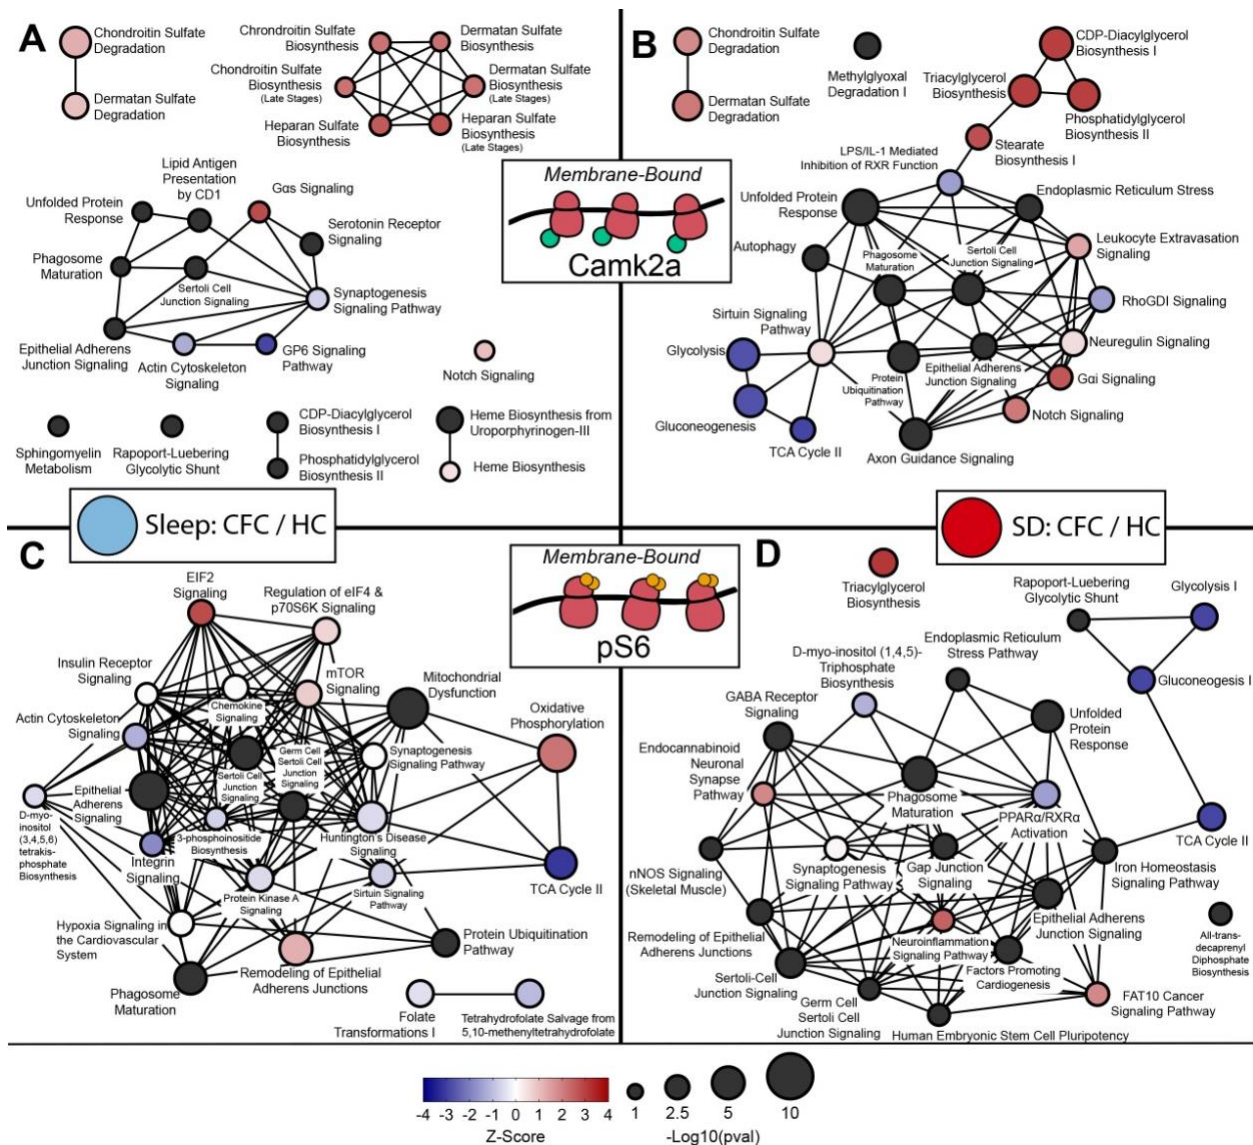 A
Chondroitin Sulfate
Degradation
Dermatan Sulfate
Degradation
Chrondroitin Sulfate
Biosynthesis
Dermatan Sulfate
Biosynthesis
Chondroitin Sulfate
Biosynthesis
(Late Stages)
Dermatan Sulfate
Biosynthesis
(Late Stages)
Heparan Sulfate
Biosynthesis
Heparan Sulfate
Biosynthesis
(Late Stages)
Lipid Antigen
Presentation
by CD1
Gαs Signaling
Unfolded Protein
Response
Serotonin Receptor
Signaling
Phagosome
Maturation
Sertoli Cell
Junction Signaling
Synaptogenesis
Signaling Pathway
Epithelial Adherens
Junction Signaling
Actin Cytoskeleton
Signaling
GP6 Signaling
Pathway
Notch Signaling
Sphingomyelin
Metabolism
Rapoport-Luebering
Glycolytic Shunt
CDP-Diacylglycerol
Biosynthesis I
Phosphatidylglycerol
Biosynthesis II
Heme Biosynthesis from
Uroporphyrinogen-III
Heme Biosynthesis
Membrane-Bound
Camk2a
B
Chondroitin Sulfate
Degradation
Dermatan Sulfate
Degradation
Methylglyoxal
Degradation I
CDP-Diacylglycerol
Biosynthesis I
Triacylglycerol
Biosynthesis
Phosphatidylglycerol
Biosynthesis II
Stearate
Biosynthesis I
LPS/IL-1 Mediated
Inhibition of RXR Function
Unfolded Protein
Response
Endoplasmic Reticulum Stress
Autophagy
Phagosome
Maturation
Sertoli Cell
Junction Signaling
Leukocyte Extravasation
Signaling
RhoGDI Signaling
Sirtuin Signaling
Pathway
Glycolysis
Neuregulin Signaling
Protein
Ubiquitination
Pathway
Epithelial Adherens
Junction Signaling
Gαi Signaling
Gluconeogenesis
Notch Signaling
TCA Cycle II
Axon Guidance Signaling
Sleep: CFC / HC
SD: CFC / HC
C
EIF2
Signaling
Regulation of eIF4 &
p70S6K Signaling
Insulin Receptor
Signaling
mTOR
Signaling
Mitochondrial
Dysfunction
Chemokine
Signaling
Actin Cytoskeleton
Signaling
Oxidative
Phosphorylation
Germ Cell
Sertoli Cell
Junction
Signaling
Synaptogenesis
Signaling Pathway
Sertoli Cell
Junction
Signaling
Epithelial
Adherens
Signaling
D-myo-
inositol
(3,4,5,6)
tetrakis-
phosphate
Biosynthesis
3-phosphoinositide
Biosynthesis
Huntington's Disease
Signaling
Integrin
Signaling
Protein Kinase A
Signaling
Sirtuin Signaling
Pathway
TCA Cycle II
Hypoxia Signaling in
the Cardiovascular
System
Protein Ubiquitination
Pathway
Remodeling of Epithelial
Adherens Junctions
Phagosome
Maturation
Folate
Transformations I
Tetrahydrofolate Salvage from
5,10-methenyltetrahydrofolate
Membrane-Bound
pS6
D
Triacylglycerol
Biosynthesis
Rapoport-Luebering
Glycolytic Shunt
Glycolysis I
Endoplasmic Reticulum
Stress Pathway
D-myo-inositol (1,4,5)-
Triphosphate
Biosynthesis
Gluconeogesis I
GABA Receptor
Signaling
Unfolded
Protein
Response
Endocannabinoid
Neuronal
Synapse
Pathway
Phagosome
Maturation
PPARα/RXRα
Activation
TCA Cycle II
nNOS Signaling
(Skeletal Muscle)
Synaptogenesis
Signaling Pathway
Gap Junction
Signaling
Iron Homeostasis
Signaling Pathway
Remodeling of Epithelial
Adherens Junctions
Neuroinflammation
Signaling Pathway
Epithelial Adherens
Junction Signaling
All-trans-
decaprenyl
Diphosphate
Biosynthesis
Sertoli-Cell
Junction Signaling
Factors Promoting
Cardiogenesis
Germ Cell
Sertoli Cell
Junction Signaling
FAT10 Cancer
Signaling Pathway
Human Embryonic Stem Cell Pluripotency
-4 -3 -2 -1 0 1 2 3 4
Z-Score
1 2.5 5 10
-Log10(pval)